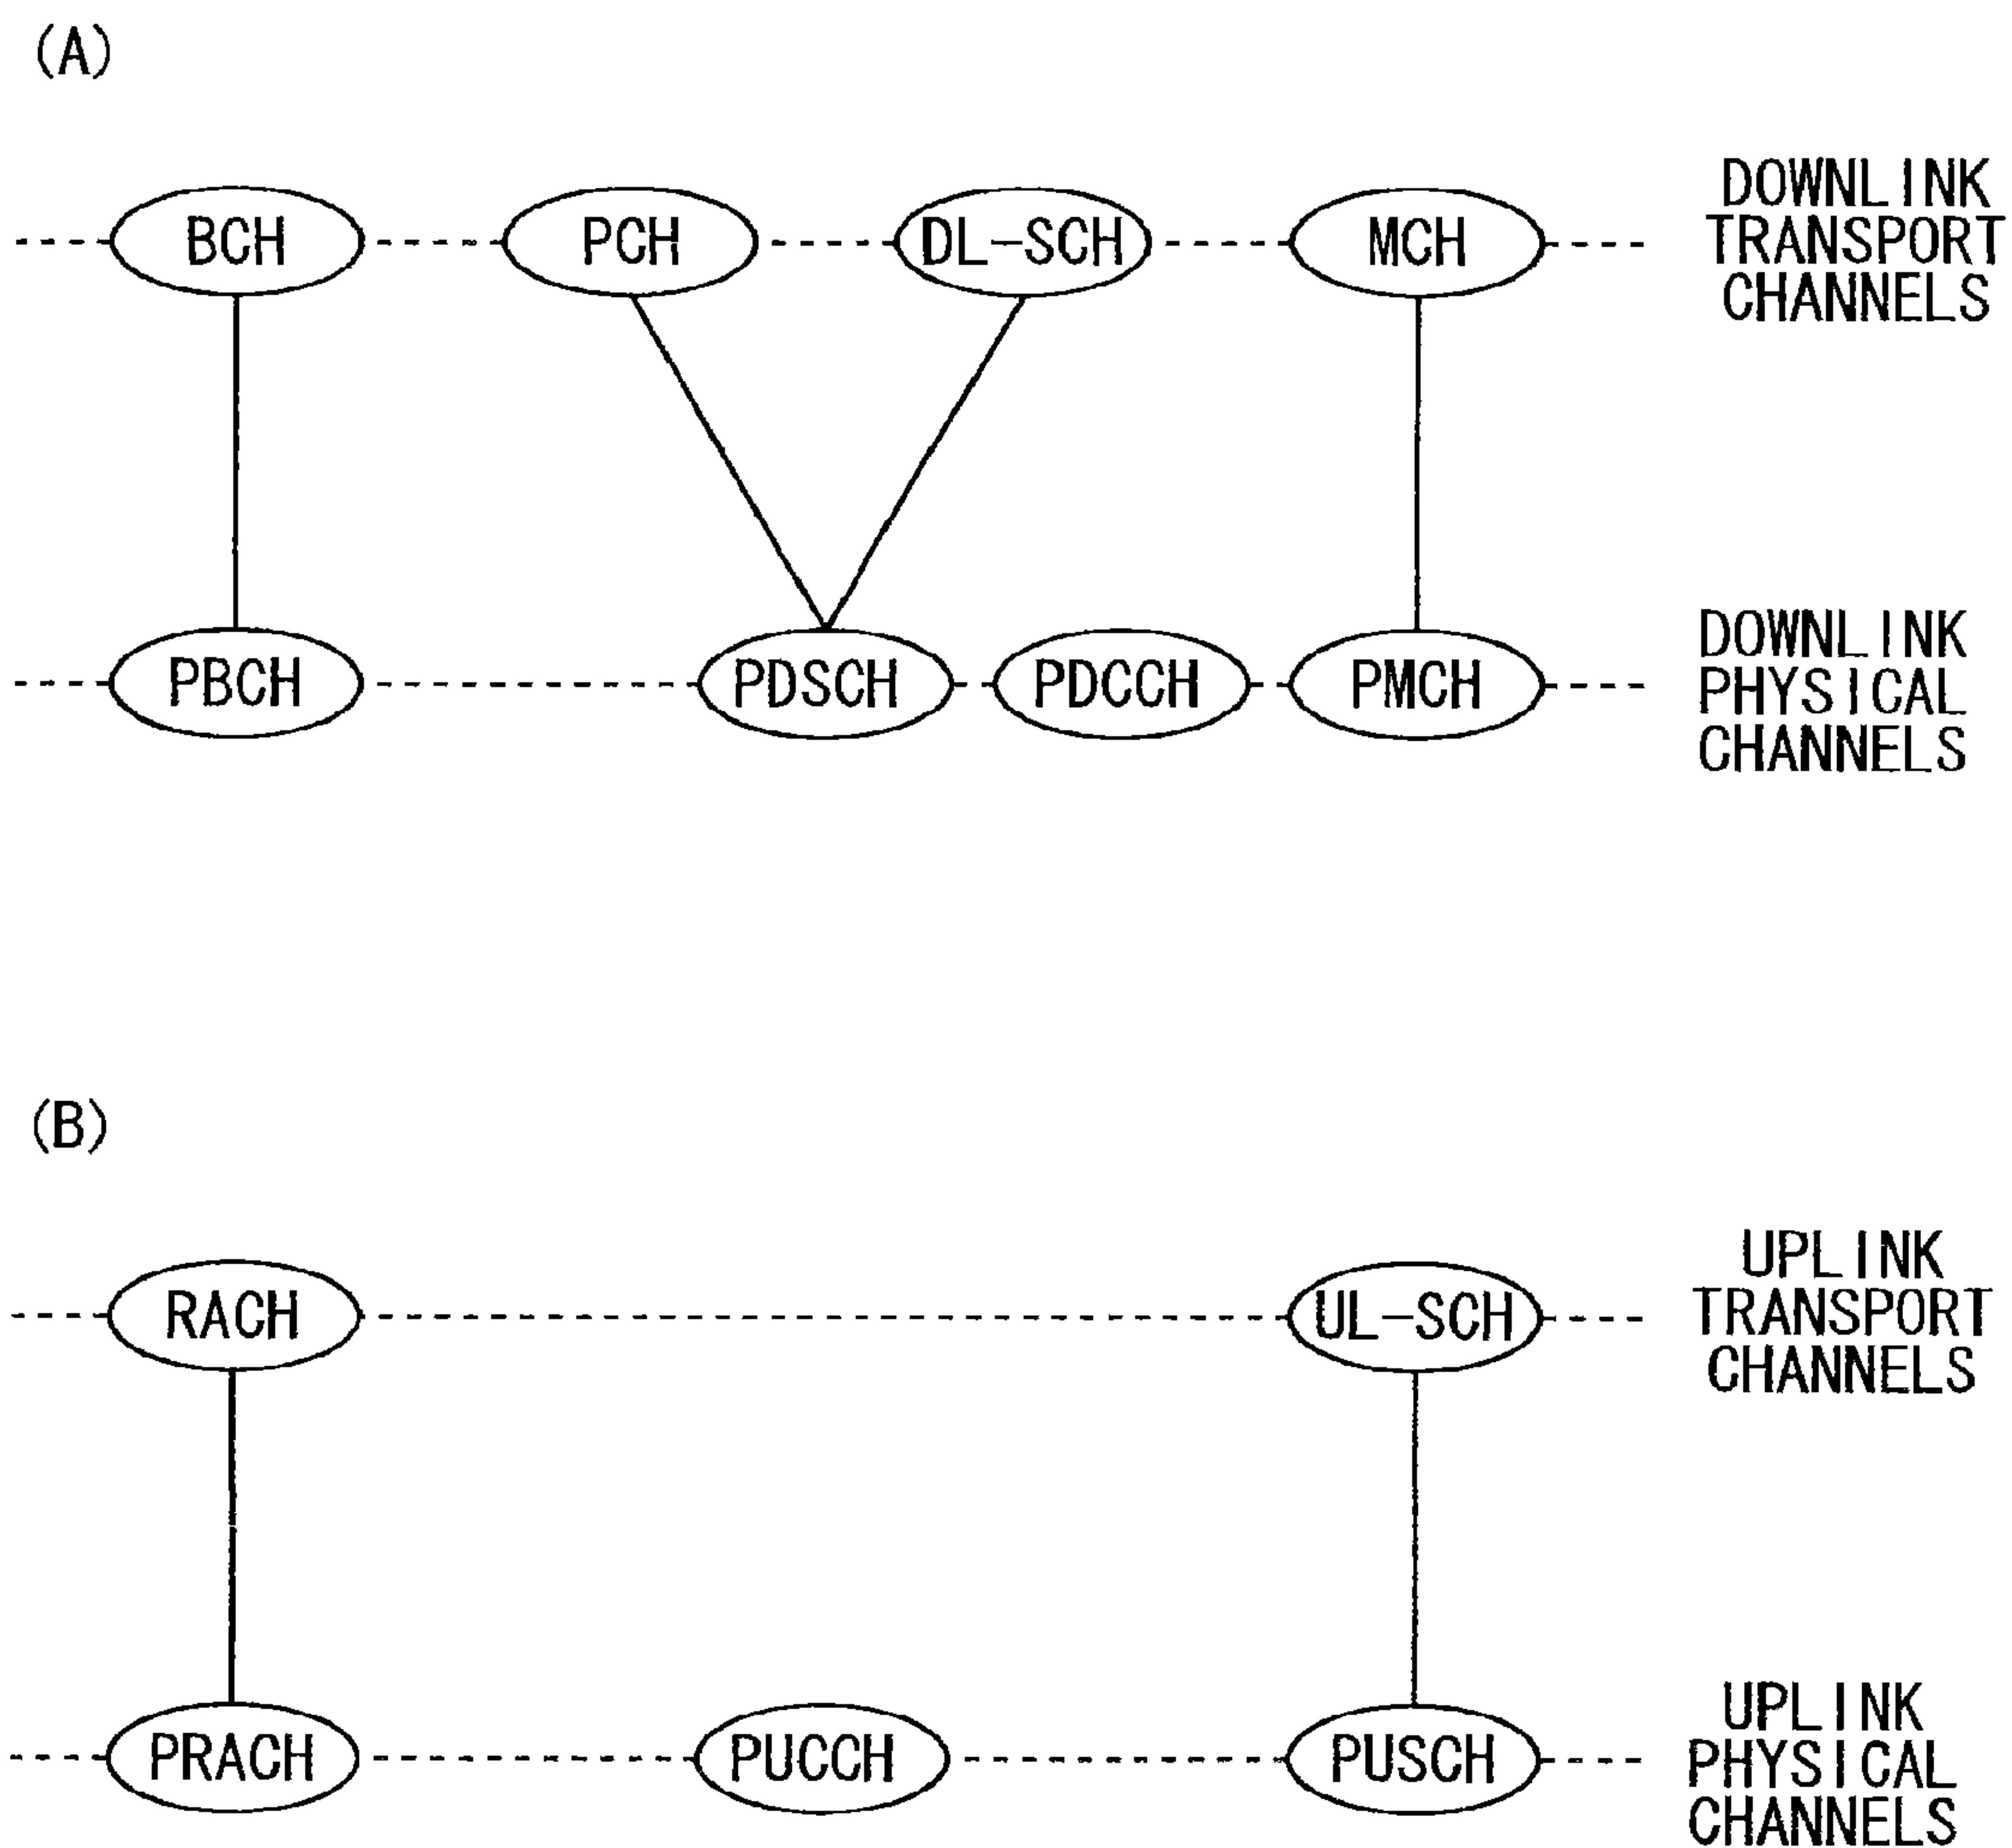 (A)
BCH
PCH
DL-SCH
MCH
DOWNLINK
TRANSPORT
CHANNELS
PBCH
PDSCH
PDCCH
PMCH
DOWNLINK
PHYSICAL
CHANNELS
(B)
RACH
UL-SCH
UPLINK
TRANSPORT
CHANNELS
PRACH
PUCCH
PUSCH
UPLINK
PHYSICAL
CHANNELS